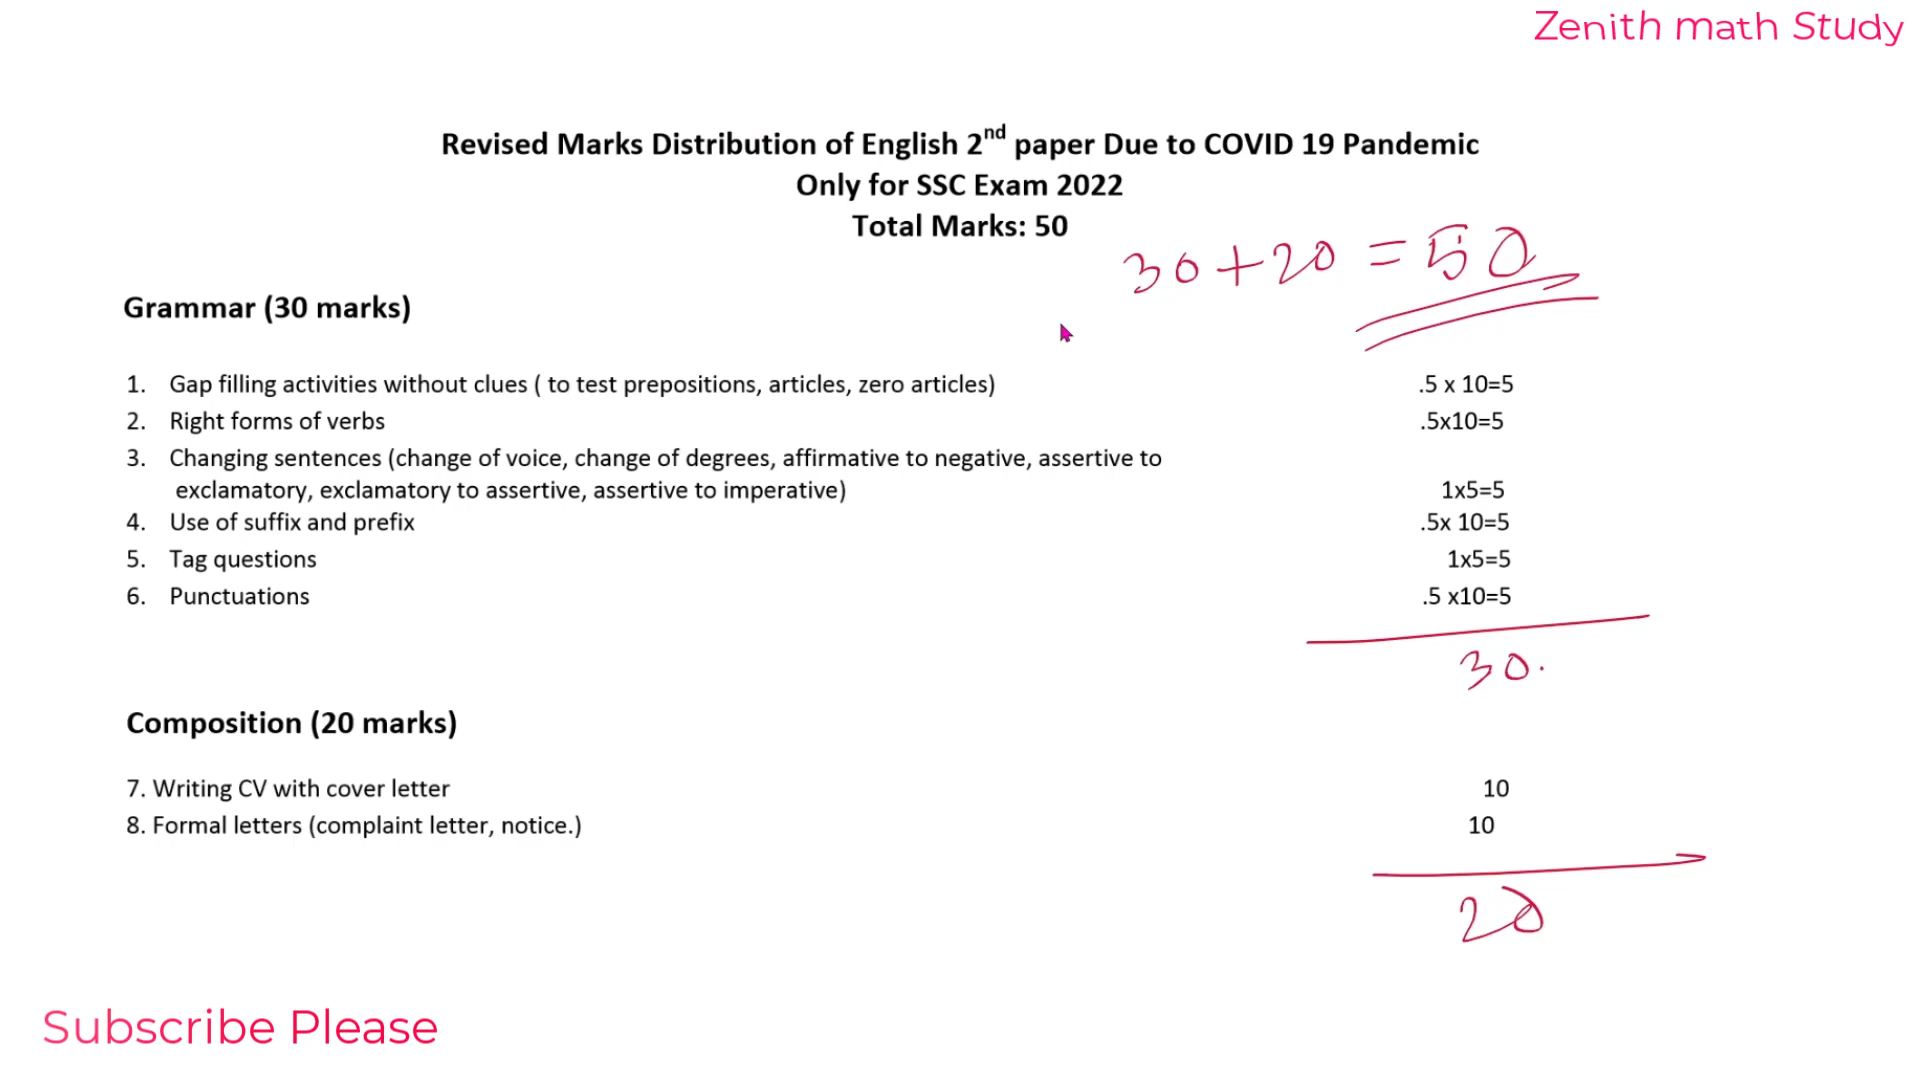 Zenith math Study
Revised Marks Distribution of English 2nd paper Due to COVID 19 Pandemic
Only for SSC Exam 2022
Total Marks: 50
30+20 = 50
Grammar (30 marks)
1. Gap filling activities without clues ( to test prepositions, articles, zero articles) .5 x 10=5
2. Right forms of verbs .5x10=5
3. Changing sentences (change of voice, change of degrees, affirmative to negative, assertive to
exclamatory, exclamatory to assertive, assertive to imperative) 1x5=5
4. Use of suffix and prefix .5x 10=5
5. Tag questions 1x5=5
6. Punctuations .5 x10=5
30.
Composition (20 marks)
7. Writing CV with cover letter 10
8. Formal letters (complaint letter, notice.) 10
20
Subscribe Please